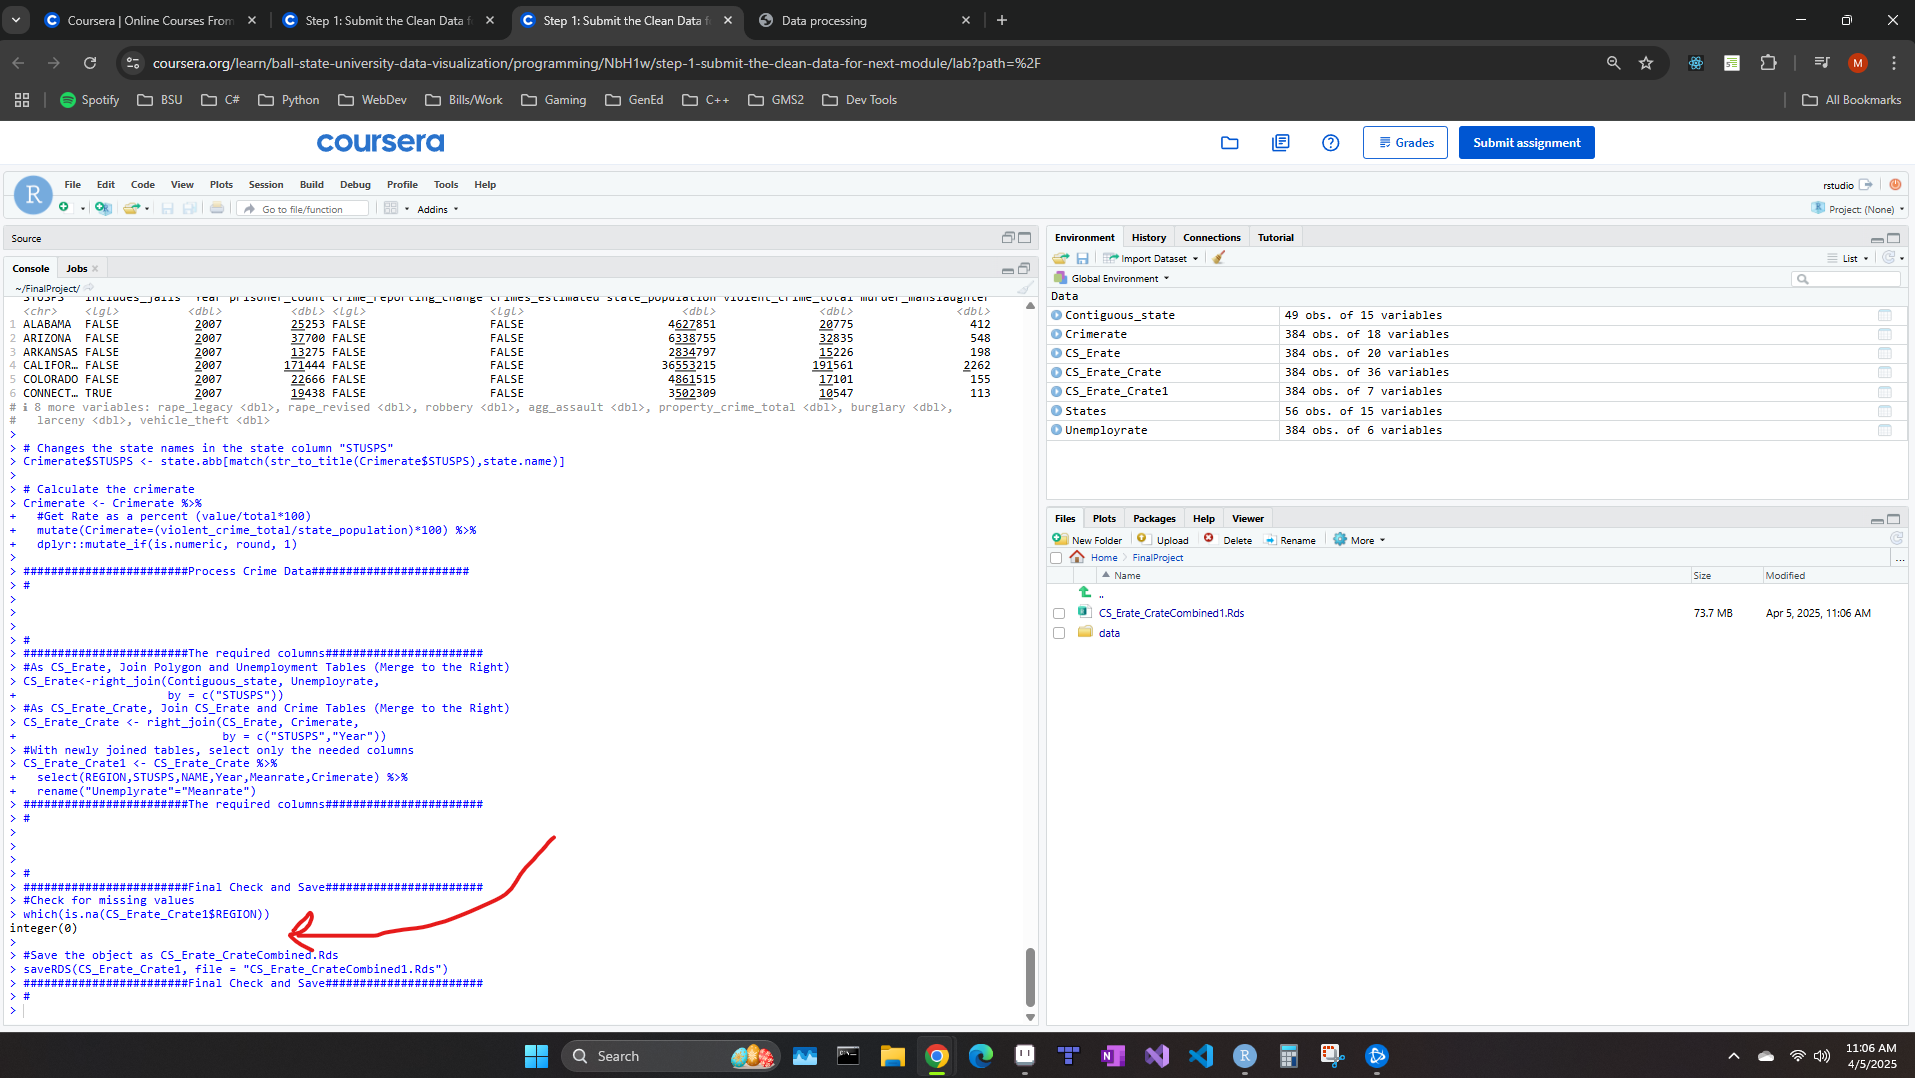 Coursera | Online Courses From
Step 1: Submit the Clean Data f
Step 1: Submit the Clean Data f
Data processing
coursera.org/learn/ball-state-university-data-visualization/programming/NbH1w/step-1-submit-the-clean-data-for-next-module/lab?path=%2F
M
Spotify BSU C# Python WebDev Bills/Work Gaming GenEd C++ GMS2 Dev Tools All Bookmarks
coursera Grades Submit assignment
R File Edit Code View Plots Session Build Debug Profile Tools Help rstudio
Go to file/function Addins Project: (None)
Source
Console Jobs
~/FinalProject/
STUSPS includes_jails Year prisoner_count crime_reporting_change crimes_estimated state_population violent_crime_total murder_manslaughter
<chr> <lgl> <dbl> <dbl> <lgl> <lgl> <dbl> <dbl> <dbl>
1 ALABAMA FALSE 2007 25253 FALSE FALSE 4627851 20775 412
2 ARIZONA FALSE 2007 37700 FALSE FALSE 6338755 32835 548
3 ARKANSAS FALSE 2007 13275 FALSE FALSE 2834797 15226 198
4 CALIFOR… FALSE 2007 171444 FALSE FALSE 36553215 191561 2262
5 COLORADO FALSE 2007 22666 FALSE FALSE 4861515 17101 155
6 CONNECT… TRUE 2007 19438 FALSE FALSE 3502309 10547 113
# ℹ 8 more variables: rape_legacy <dbl>, rape_revised <dbl>, robbery <dbl>, agg_assault <dbl>, property_crime_total <dbl>, burglary <dbl>,
# larceny <dbl>, vehicle_theft <dbl>
>
> # Changes the state names in the state column "STUSPS"
> Crimerate$STUSPS <- state.abb[match(str_to_title(Crimerate$STUSPS),state.name)]
>
> # Calculate the crimerate
> Crimerate <- Crimerate %>%
+ #Get Rate as a percent (value/total*100)
+ mutate(Crimerate=(violent_crime_total/state_population)*100) %>%
+ dplyr::mutate_if(is.numeric, round, 1)
>
> ########################Process Crime Data#######################
> #
>
>
>
> #
> ########################The required columns#######################
> #As CS_Erate, Join Polygon and Unemployment Tables (Merge to the Right)
> CS_Erate<-right_join(Contiguous_state, Unemployrate,
+ by = c("STUSPS"))
> #As CS_Erate_Crate, Join CS_Erate and Crime Tables (Merge to the Right)
> CS_Erate_Crate <- right_join(CS_Erate, Crimerate,
+ by = c("STUSPS","Year"))
> #With newly joined tables, select only the needed columns
> CS_Erate_Crate1 <- CS_Erate_Crate %>%
+ select(REGION,STUSPS,NAME,Year,Meanrate,Crimerate) %>%
+ rename("Unemplyrate"="Meanrate")
> ########################The required columns#######################
> #
>
>
>
> #
> ########################Final Check and Save#######################
> #Check for missing values
> which(is.na(CS_Erate_Crate1$REGION))
integer(0)
>
> #Save the object as CS_Erate_CrateCombined.Rds
> saveRDS(CS_Erate_Crate1, file = "CS_Erate_CrateCombined1.Rds")
> ########################Final Check and Save#######################
> #
>
Environment History Connections Tutorial
Import Dataset List
Global Environment
Data
Contiguous_state 49 obs. of 15 variables
Crimerate 384 obs. of 18 variables
CS_Erate 384 obs. of 20 variables
CS_Erate_Crate 384 obs. of 36 variables
CS_Erate_Crate1 384 obs. of 7 variables
States 56 obs. of 15 variables
Unemployrate 384 obs. of 6 variables
Files Plots Packages Help Viewer
New Folder Upload Delete Rename More
Home FinalProject ...
Name Size Modified
..
CS_Erate_CrateCombined1.Rds 73.7 MB Apr 5, 2025, 11:06 AM
data
Search
11:06 AM
4/5/2025